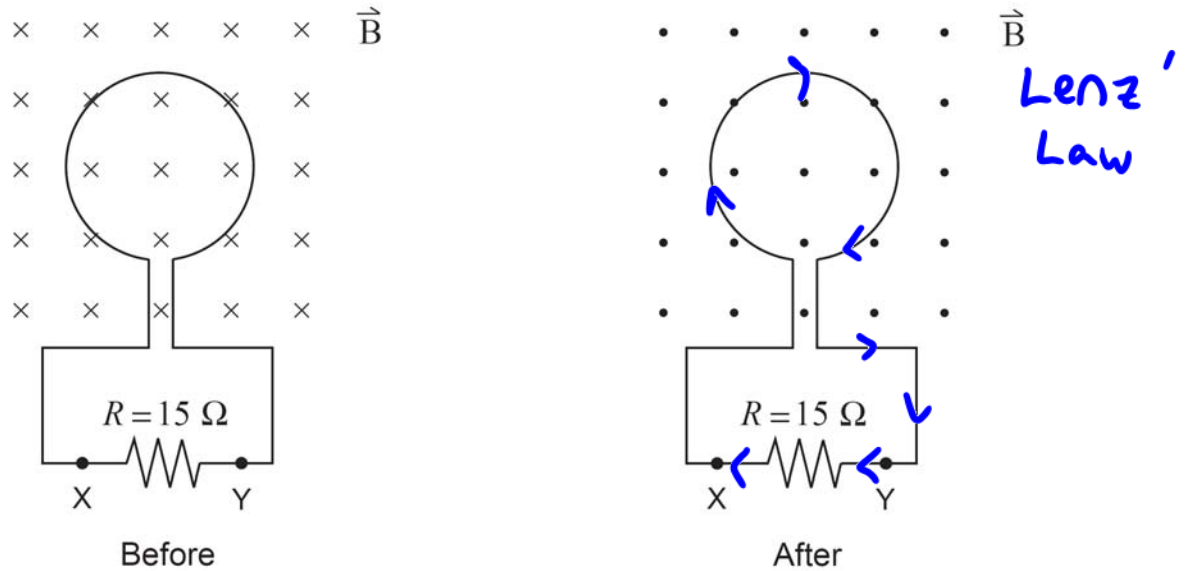 B
B
Lenz'
Law
R = 15 Ω
R = 15 Ω
X
Y
X
Y
Before
After